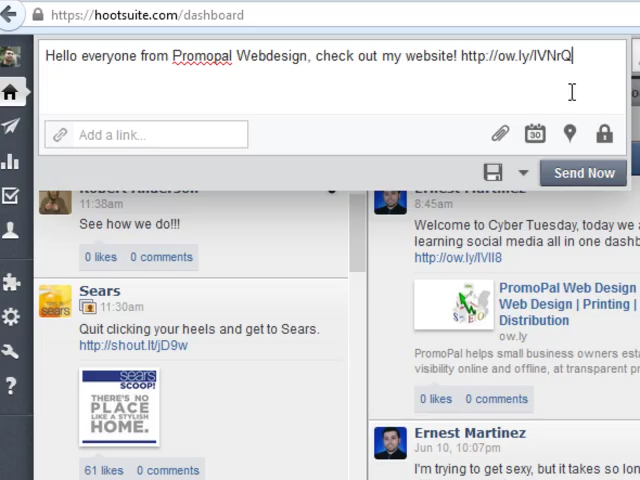 https://hootsuite.com/dashboard
Hello everyone from Promopal Webdesign, check out my website! http://ow.ly/lVNrQ
Add a link...
30
Send Now
Robert Anderson
11:38am
See how we do!!!
0 likes 0 comments
Sears
11:30am
Quit clicking your heels and get to Sears.
http://shout.lt/jD9w
sears
SCOOP!
THERE'S NO
PLACE
LIKE A STYLISH
HOME.
61 likes 0 comments
Ernest Martinez
8:45am
Welcome to Cyber Tuesday, today we a
learning social media all in one dashb
http://ow.ly/lVll8
PromoPal Web Design |
Web Design | Printing |
Distribution
ow.ly
PromoPal helps small business owners esta
visibility online and offline, at transparent pr
0 likes 0 comments
Ernest Martinez
Jun 10, 10:07pm
I'm trying to get sexy, but it takes so lon